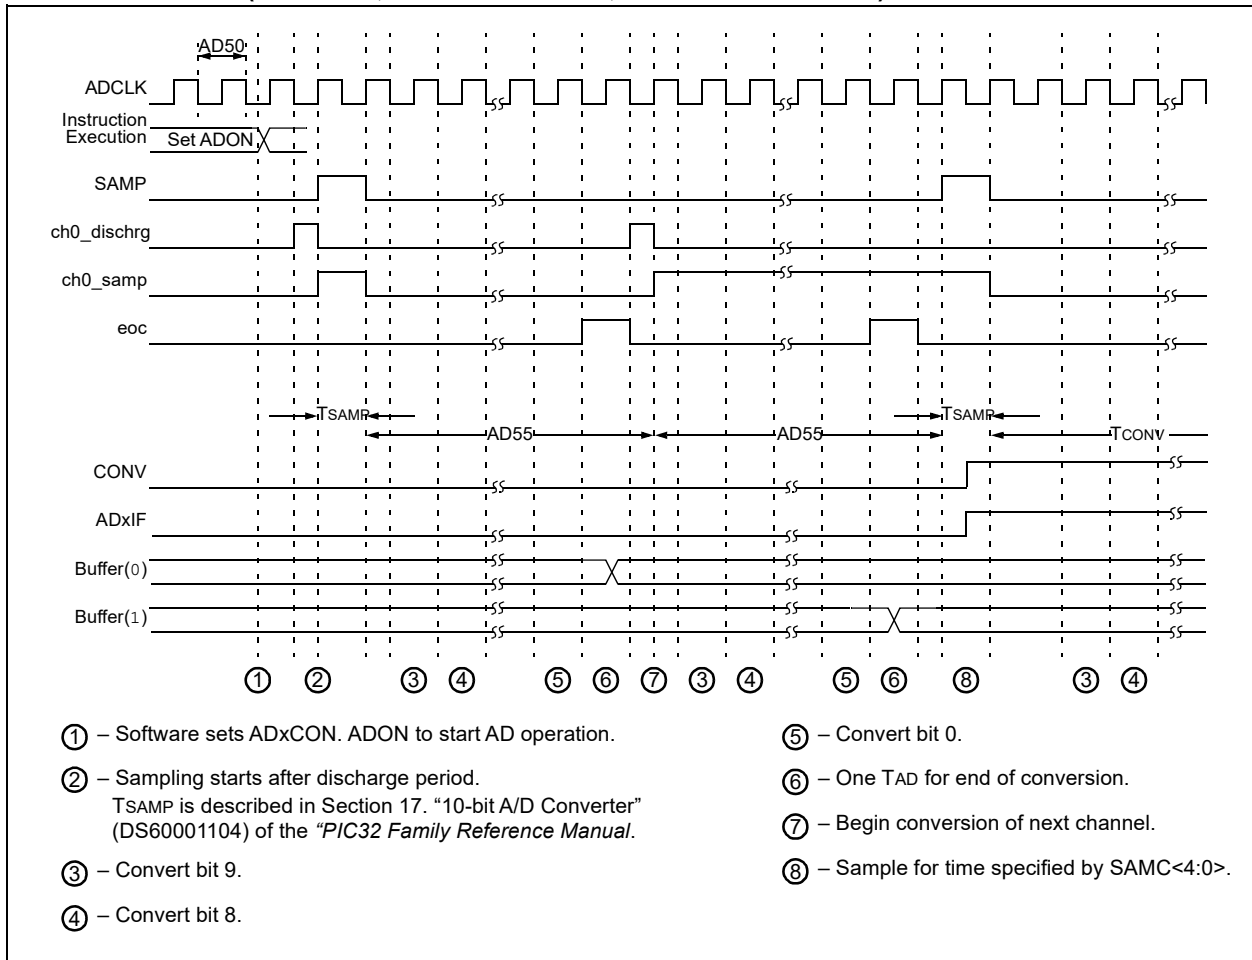 AD50
ADCLK
Instruction
Execution
Set ADON
SAMP
ch0_dischrg
ch0_samp
eoc
TSAMP
TSAMP
AD55
AD55
TCONV
CONV
ADxIF
Buffer(0)
Buffer(1)
1 2 3 4 5 6 7 3 4 5 6 8 3 4
1 – Software sets ADxCON. ADON to start AD operation.
2 – Sampling starts after discharge period.
TSAMP is described in Section 17. “10-bit A/D Converter”
(DS60001104) of the “PIC32 Family Reference Manual.
3 – Convert bit 9.
4 – Convert bit 8.
5 – Convert bit 0.
6 – One TAD for end of conversion.
7 – Begin conversion of next channel.
8 – Sample for time specified by SAMC<4:0>.